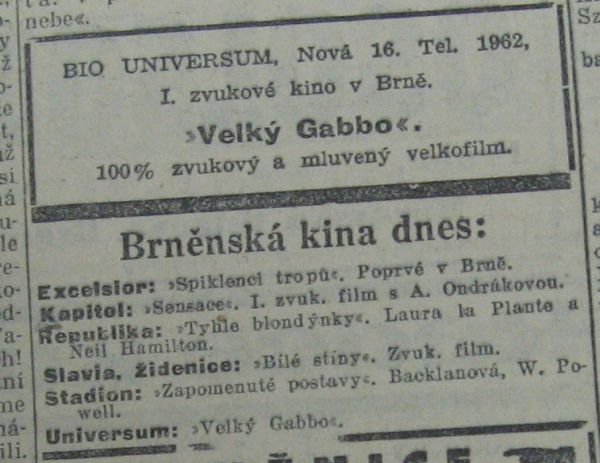 nebe«.
BIO UNIVERSUM, Nová 16. Tel. 1962,
I. zvukové kino v Brně.
»Velký Gabbo«.
100% zvukový a mluvený velkofilm.
Brněnská kina dnes:
Excelsior: »Spiklenci tropů«. Poprvé v Brně.
Kapitol: »Sensace«. I. zvuk. film s A. Ondrákovou.
Republika: »Tyhle blondýnky«. Laura la Plante a
Neil Hamilton.
Slavia, židenice: »Bílé stíny«. Zvuk. film.
Stadion: »Zapomenuté postavy«. Backlanová, W. Po-
well.
Universum: »Velký Gabbo«.